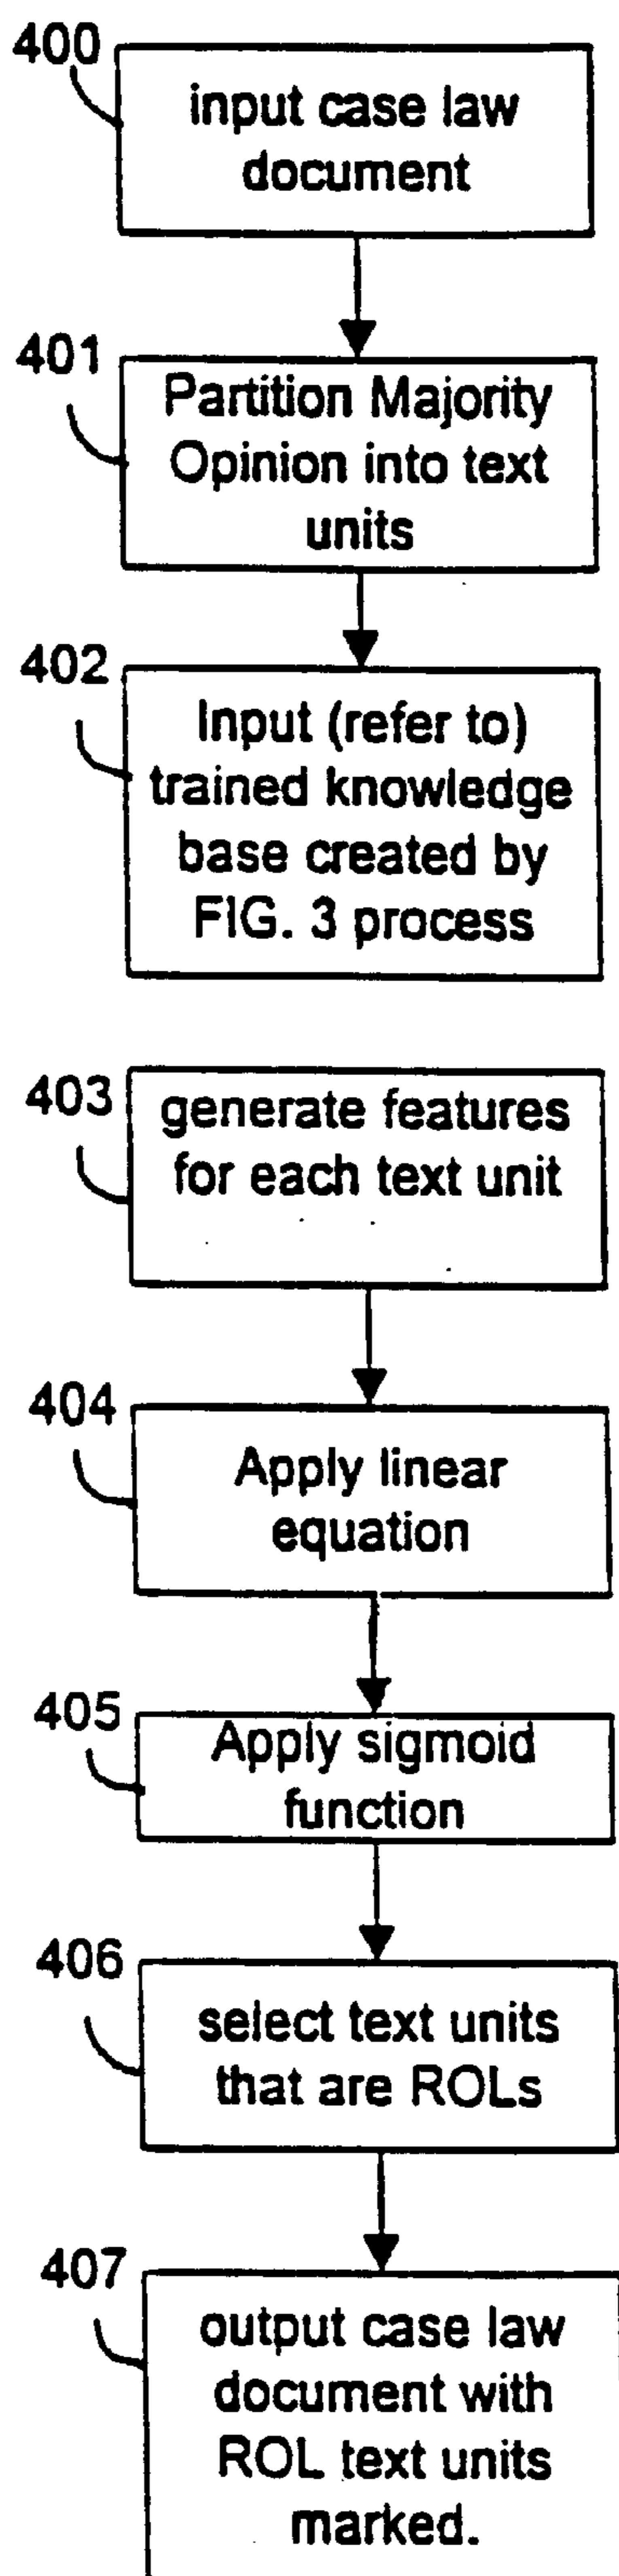 400
input case law
document
401
Partition Majority
Opinion into text
units
402
Input (refer to)
trained knowledge
base created by
FIG. 3 process
403
generate features
for each text unit
404
Apply linear
equation
405
Apply sigmoid
function
406
select text units
that are ROLs
407
output case law
document with
ROL text units
marked.